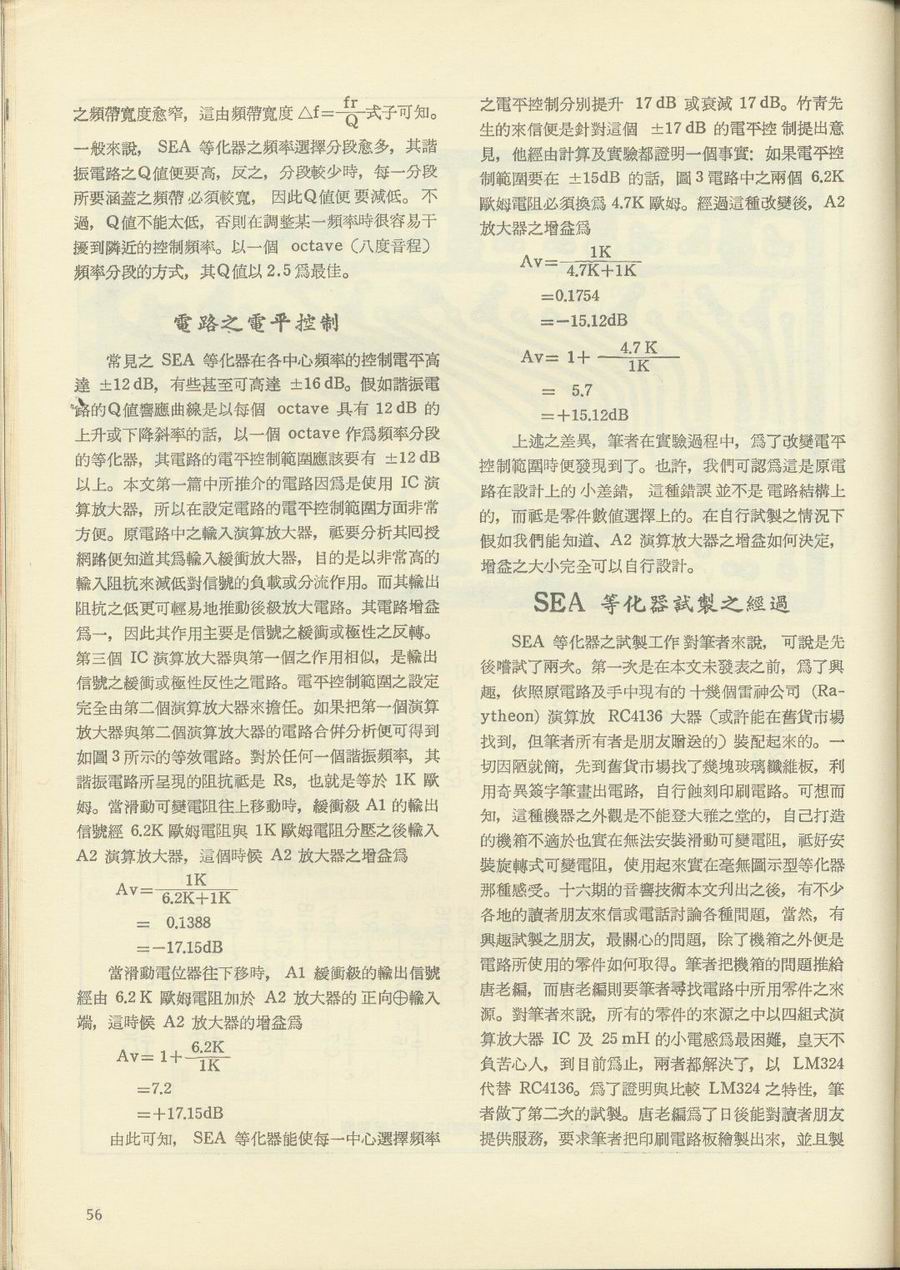 之頻帶寬度愈窄，這由頻帶寬度 △f=fr/Q 式子可知。
一般來說， SEA 等化器之頻率選擇分段愈多，其諧
振電路之Q値便要高，反之，分段較少時，每一分段
所要涵蓋之頻帶必須較寬， 因此Q値便要減低。 不
過，Q値不能太低，否則在調整某一頻率時很容易干
擾到隣近的控制頻率。以一個 octave（八度音程）
頻率分段的方式，其Q値以2.5爲最佳。
電路之電平控制
常見之 SEA 等化器在各中心頻率的控制電平高
達 ±12 dB，有些甚至可高達 ±16 dB。假如諧振電
路的Q値響應曲線是以每個 octave 具有 12 dB 的
上升或下降斜率的話，以一個 octave 作爲頻率分段
的等化器，其電路的電平控制範圍應該要有 ±12 dB
以上。本文第一篇中所推介的電路因爲是使用 IC 演
算放大器，所以在設定電路的電平控制範圍方面非常
方便。原電路中之輸入演算放大器，祇要分析其囘授
網路便知道其爲輸入緩衝放大器，目的是以非常高的
輸入阻抗來減低對信號的負載或分流作用。而其輸出
阻抗之低更可輕易地推動後級放大電路。其電路增益
爲一，因此其作用主要是信號之緩衝或極性之反轉。
第三個 IC 演算放大器與第一個之作用相似，是輸出
信號之緩衝或極性反性之電路。電平控制範圍之設定
完全由第二個演算放大器來擔任。如果把第一個演算
放大器與第二個演算放大器的電路合倂分析便可得到
如圖 3 所示的等效電路。對於任何一個諧振頻率，其
諧振電路所呈現的阻抗祇是 Rs，也就是等於 1K 歐
姆。當滑動可變電阻往上移動時，緩衝級 A1 的輸出
信號經 6.2K 歐姆電阻與 1K 歐姆電阻分壓之後輸入
A2 演算放大器，這個時候 A2 放大器之增益爲
Av=1K/6.2K+1K
= 0.1388
=−17.15dB
當滑動電位器往下移時， A1 緩衝級的輸出信號
經由 6.2 K 歐姆電阻加於 A2 放大器的正向⊕輸入
端，這時候 A2 放大器的增益爲
Av= 1+6.2K/1K
=7.2
=+17.15dB
由此可知， SEA 等化器能使每一中心選擇頻率
之電平控制分別提升 17 dB 或衰減 17 dB。竹靑先
生的來信便是針對這個 ±17 dB 的電平控制提出意
見，他經由計算及實驗都證明一個事實：如果電平控
制範圍要在 ±15dB 的話，圖 3 電路中之兩個 6.2K
歐姆電阻必須換爲 4.7K 歐姆。經過這種改變後，A2
放大器之增益爲
Av=1K/4.7K+1K
=0.1754
=−15.12dB
Av= 1+ 4.7 K/1K
= 5.7
=+15.12dB
上述之差異，筆者在實驗過程中，爲了改變電平
控制範圍時便發現到了。也許，我們可認爲這是原電
路在設計上的小差錯， 這種錯誤並不是電路結構上
的，而祇是零件數値選擇上的。在自行試製之情況下
假如我們能知道、A2 演算放大器之增益如何決定，
增益之大小完全可以自行設計。
SEA 等化器試製之經過
SEA 等化器之試製工作對筆者來說， 可說是先
後嚐試了兩次。第一次是在本文未發表之前，爲了興
趣，依照原電路及手中現有的十幾個雷神公司（Ra-
ytheon）演算放 RC4136 大器（或許能在舊貨市場
找到，但筆者所有者是朋友贈送的）裝配起來的。一
切因陋就簡，先到舊貨市場找了幾塊玻璃纖維板，利
用奇異簽字筆畫出電路，自行蝕刻印刷電路。可想而
知，這種機器之外觀是不能登大雅之堂的，自己打造
的機箱不適於也實在無法安裝滑動可變電阻，祇好安
裝旋轉式可變電阻，使用起來實在毫無圖示型等化器
那種感受。十六期的音響技術本文刋出之後，有不少
各地的讀者朋友來信或電話討論各種問題，當然，有
興趣試製之朋友，最關心的問題，除了機箱之外便是
電路所使用的零件如何取得。筆者把機箱的問題推給
唐老編，而唐老編則要筆者尋找電路中所用零件之來
源。對筆者來說，所有的零件的來源之中以四組式演
算放大器 IC 及 25 mH 的小電感爲最困難，皇天不
負苦心人，到目前爲止，兩者都解決了，以 LM324
代替 RC4136。爲了證明與比較 LM324 之特性，筆
者做了第二次的試製。唐老編爲了日後能對讀者朋友
提供服務，要求筆者把印刷電路板繪製出來，並且製
56